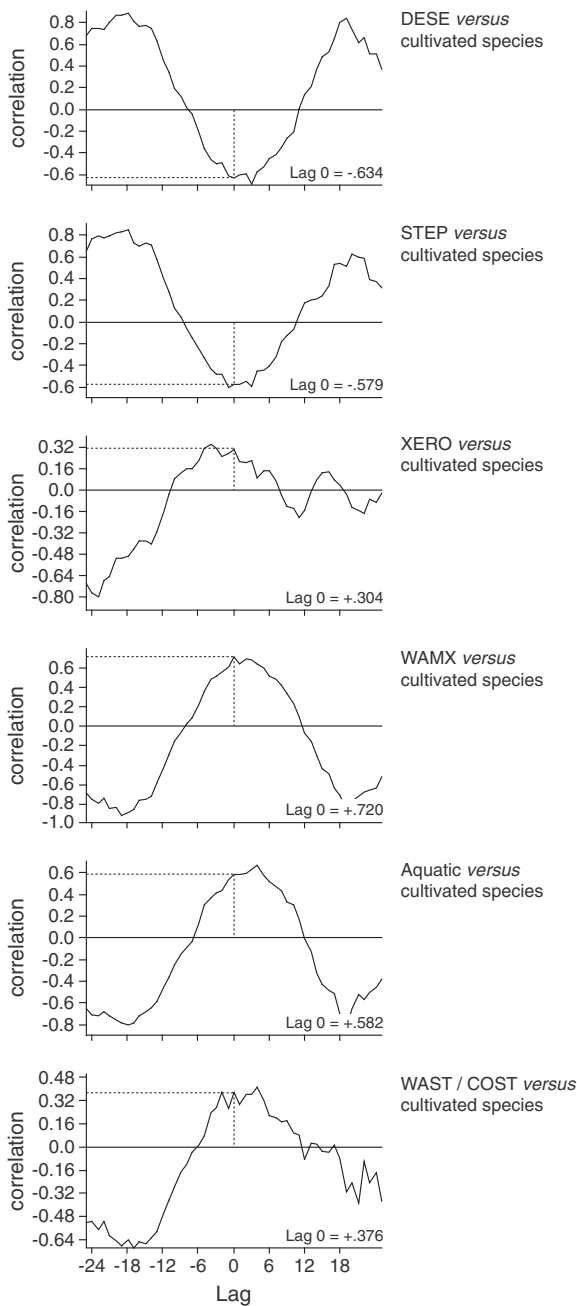 DESE versus
cultivated species
correlation
0.8
0.6
0.4
0.2
0.0
-0.2
-0.4
-0.6
Lag 0 = -.634
STEP versus
cultivated species
correlation
0.8
0.6
0.4
0.2
0.0
-0.2
-0.4
-0.6
Lag 0 = -.579
XERO versus
cultivated species
correlation
0.32
0.16
0.0
-0.16
-0.32
-0.48
-0.64
-0.80
Lag 0 = +.304
WAMX versus
cultivated species
correlation
0.6
0.4
0.2
0.0
-0.2
-0.4
-0.6
-0.8
-1.0
Lag 0 = +.720
Aquatic versus
cultivated species
correlation
0.6
0.4
0.2
0.0
-0.2
-0.4
-0.6
-0.8
Lag 0 = +.582
WAST / COST versus
cultivated species
correlation
0.48
0.32
0.16
0.0
-0.16
-0.32
-0.48
-0.64
Lag 0 = +.376
-24 -18 -12 -6 0 6 12 18
Lag